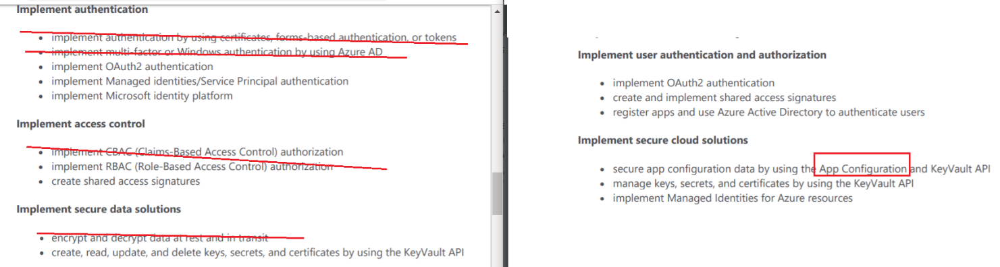 Implement authentication
implement authentication by using certificates, forms-based authentication, or tokens
implement multi-factor or Windows authentication by using Azure AD
implement OAuth2 authentication
implement Managed identities/Service Principal authentication
implement Microsoft identity platform
Implement access control
implement CBAC (Claims-Based Access Control) authorization
implement RBAC (Role-Based Access Control) authorization
create shared access signatures
Implement secure data solutions
encrypt and decrypt data at rest and in transit
create, read, update, and delete keys, secrets, and certificates by using the KeyVault API
Implement user authentication and authorization
implement OAuth2 authentication
create and implement shared access signatures
register apps and use Azure Active Directory to authenticate users
Implement secure cloud solutions
secure app configuration data by using the App Configuration and KeyVault API
manage keys, secrets, and certificates by using the KeyVault API
implement Managed Identities for Azure resources